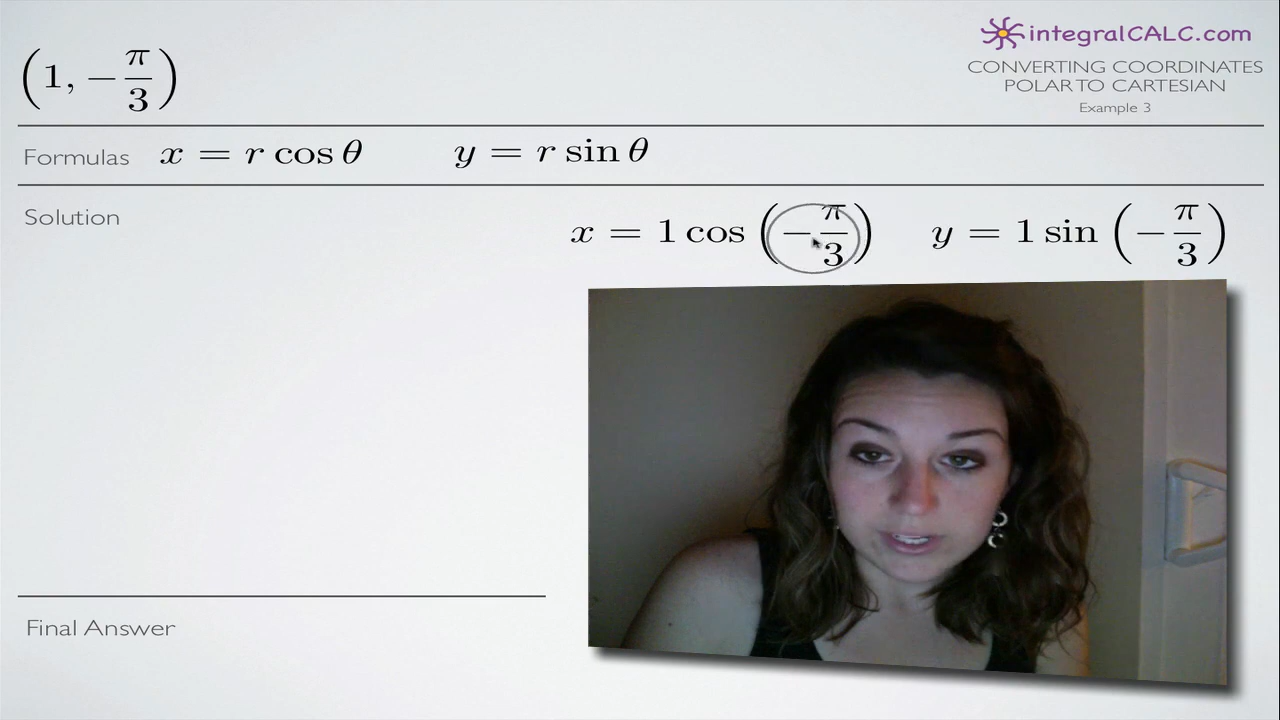 integralCALC.com
CONVERTING COORDINATES
POLAR TO CARTESIAN
Example 3
(1, −π/3)
Formulas x = r cos θ y = r sin θ
Solution x = 1 cos (−π/3) y = 1 sin (−π/3)
Final Answer